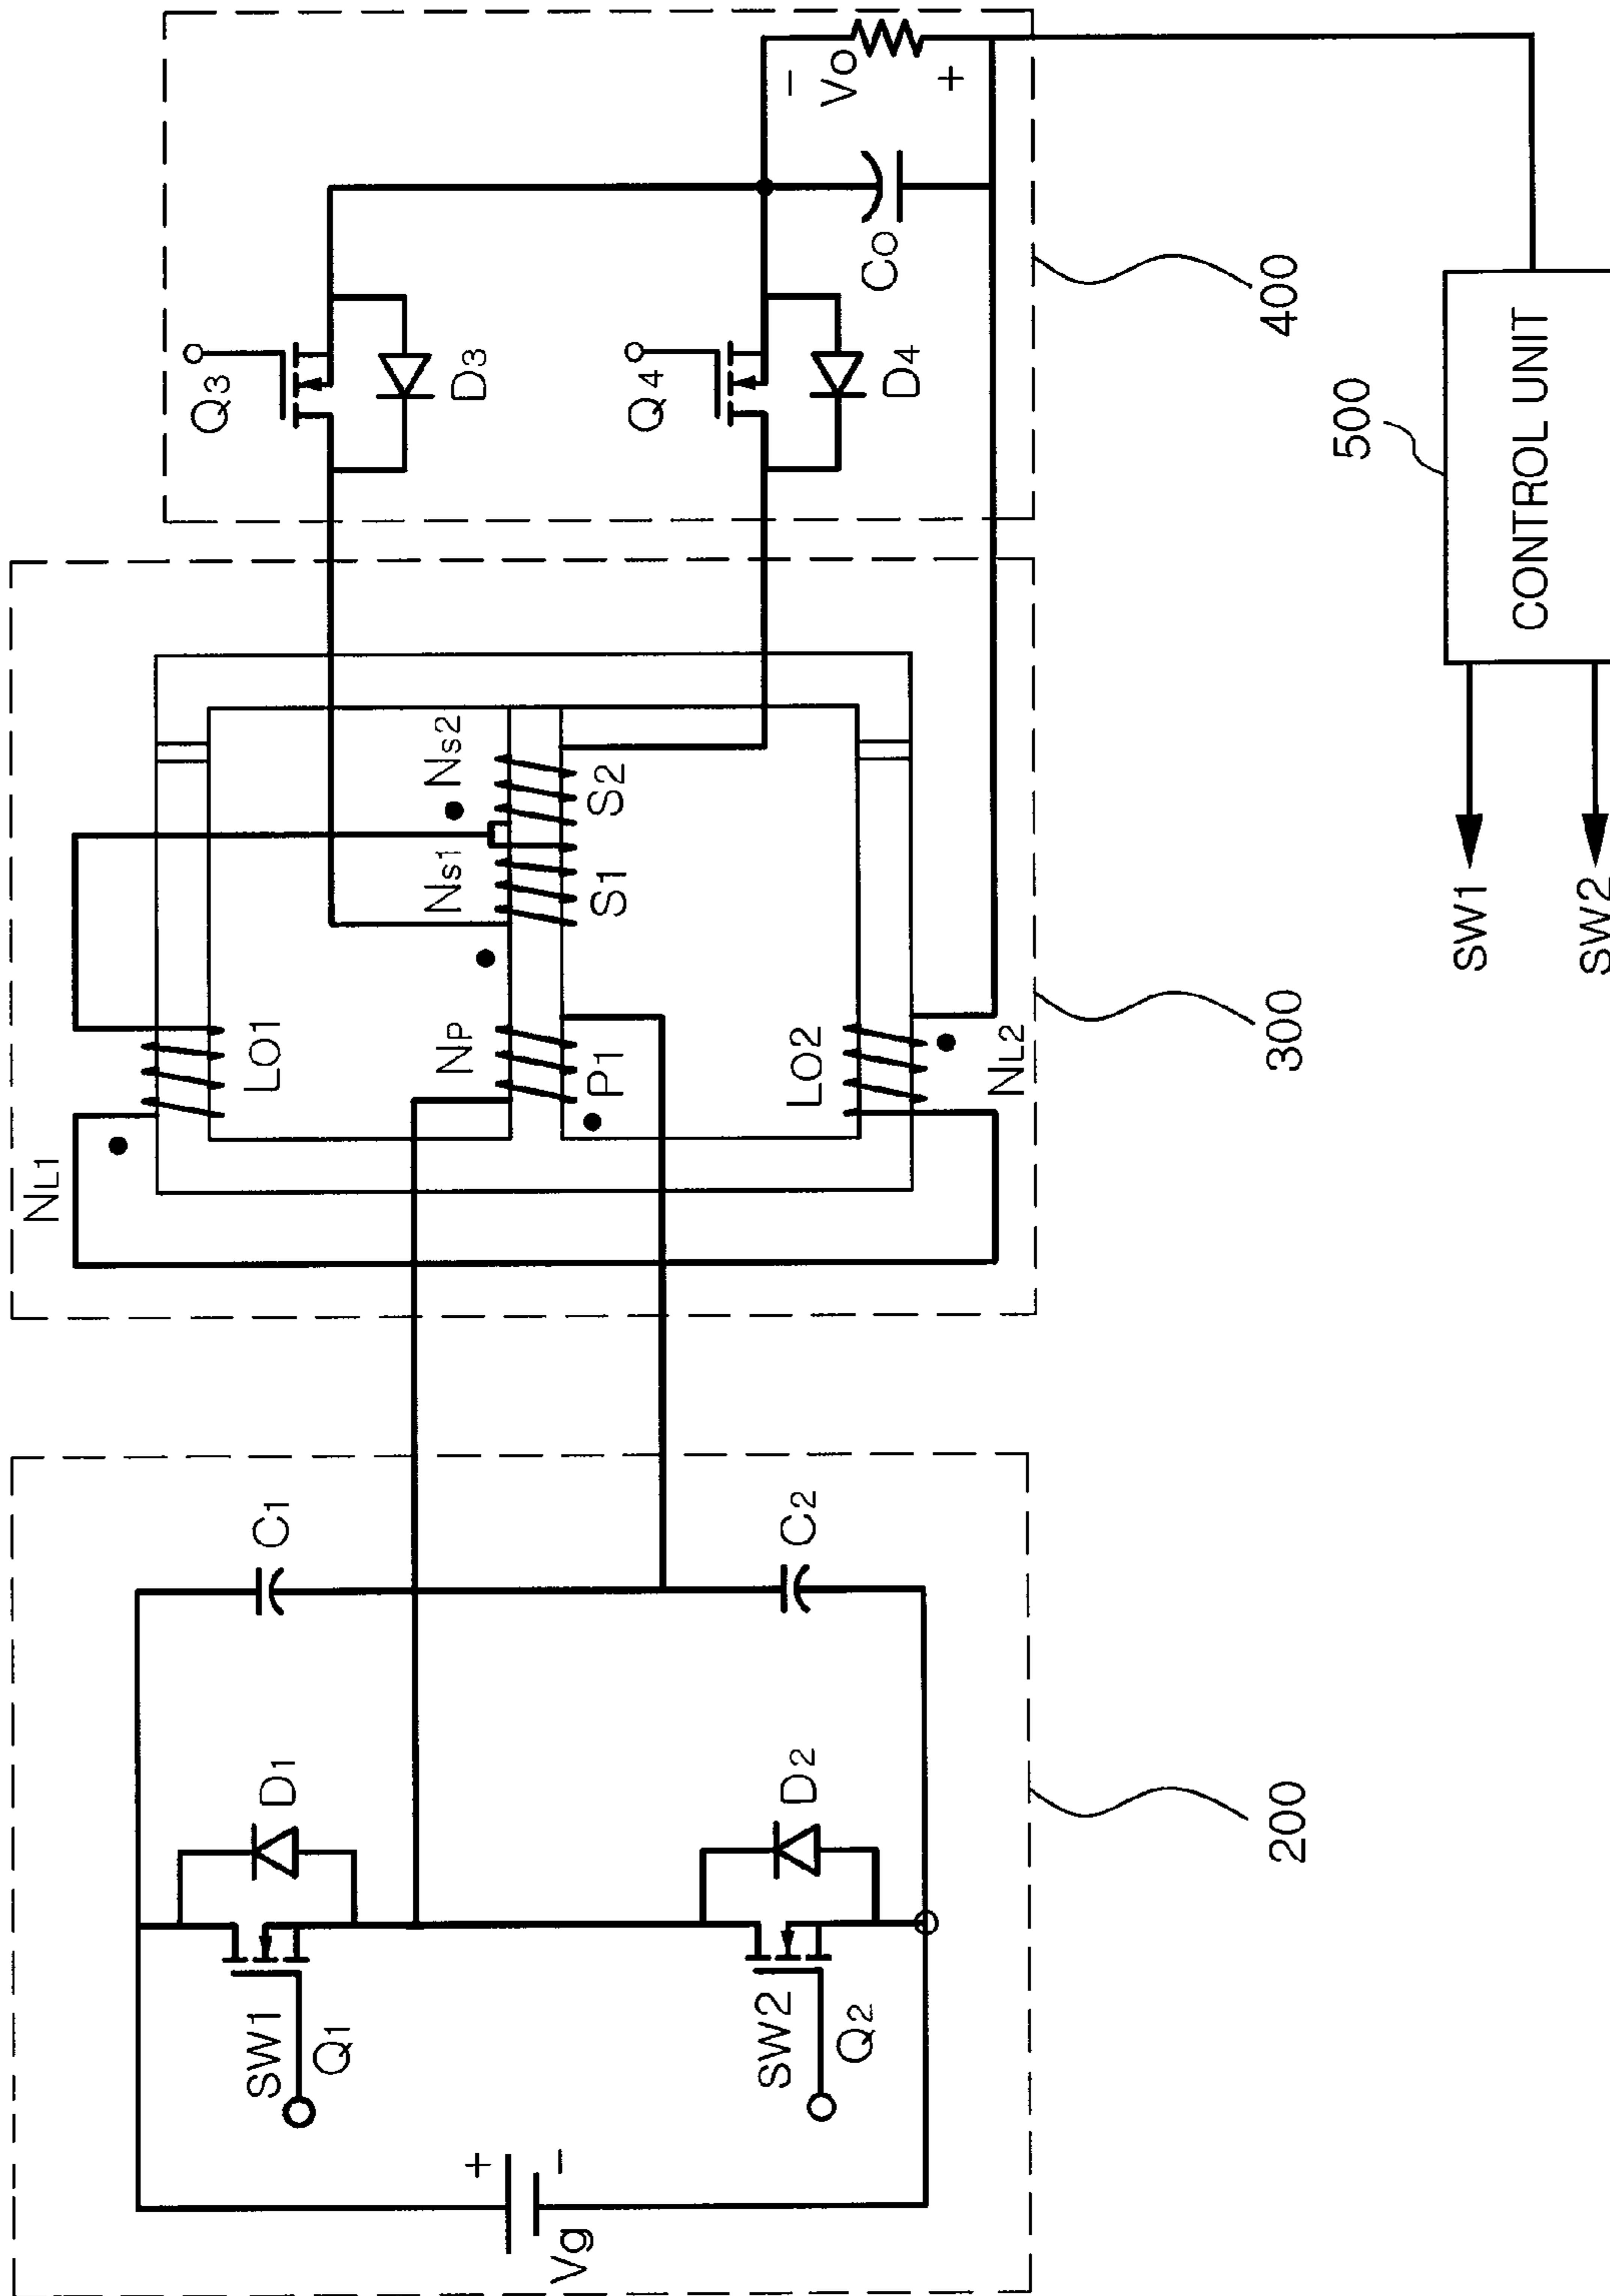 Vg
+
−
SW1
Q1
D1
SW2
Q2
D2
C1
C2
200
NL1
LO1
NP
P1
LO2
NL2
Ns1
Ns2
S1
S2
300
Q3
D3
Q4
D4
Co
−
Vo
+
400
500
CONTROL UNIT
SW1
SW2